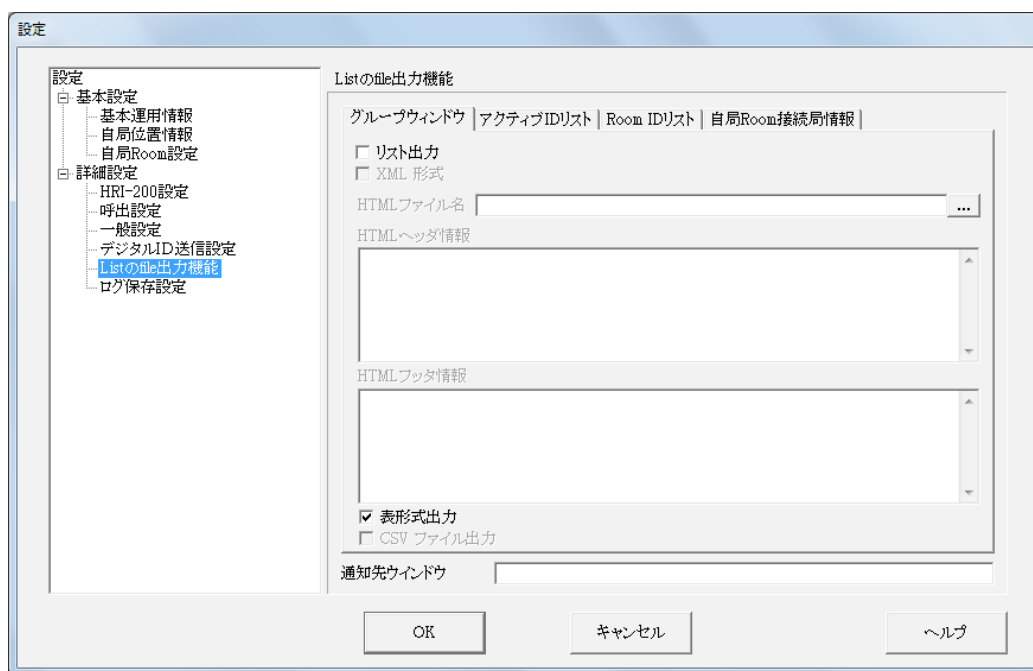 設定
設定
基本設定
基本運用情報
自局位置情報
自局Room設定
詳細設定
HRI-200設定
呼出設定
一般設定
デジタルID送信設定
Listのfile出力機能
ログ保存設定
Listのfile出力機能
グループウィンドウ アクティブIDリスト Room IDリスト 自局Room接続局情報
リスト出力
XML 形式
HTMLファイル名 ...
HTMLヘッダ情報
HTMLフッタ情報
表形式出力
CSV ファイル出力
通知先ウインドウ
OK キャンセル ヘルプ